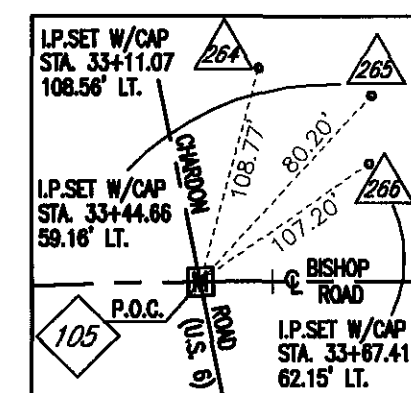 I.P.SET W/CAP
STA. 33+11.07
108.56' LT.
264
265
CHARDON
108.77'
80.20'
I.P.SET W/CAP
STA. 33+44.66
59.16' LT.
107.20'
266
℄ BISHOP
ROAD
P.O.C.
105
ROAD
(U.S. 6)
I.P.SET W/CAP
STA. 33+67.41
62.15' LT.